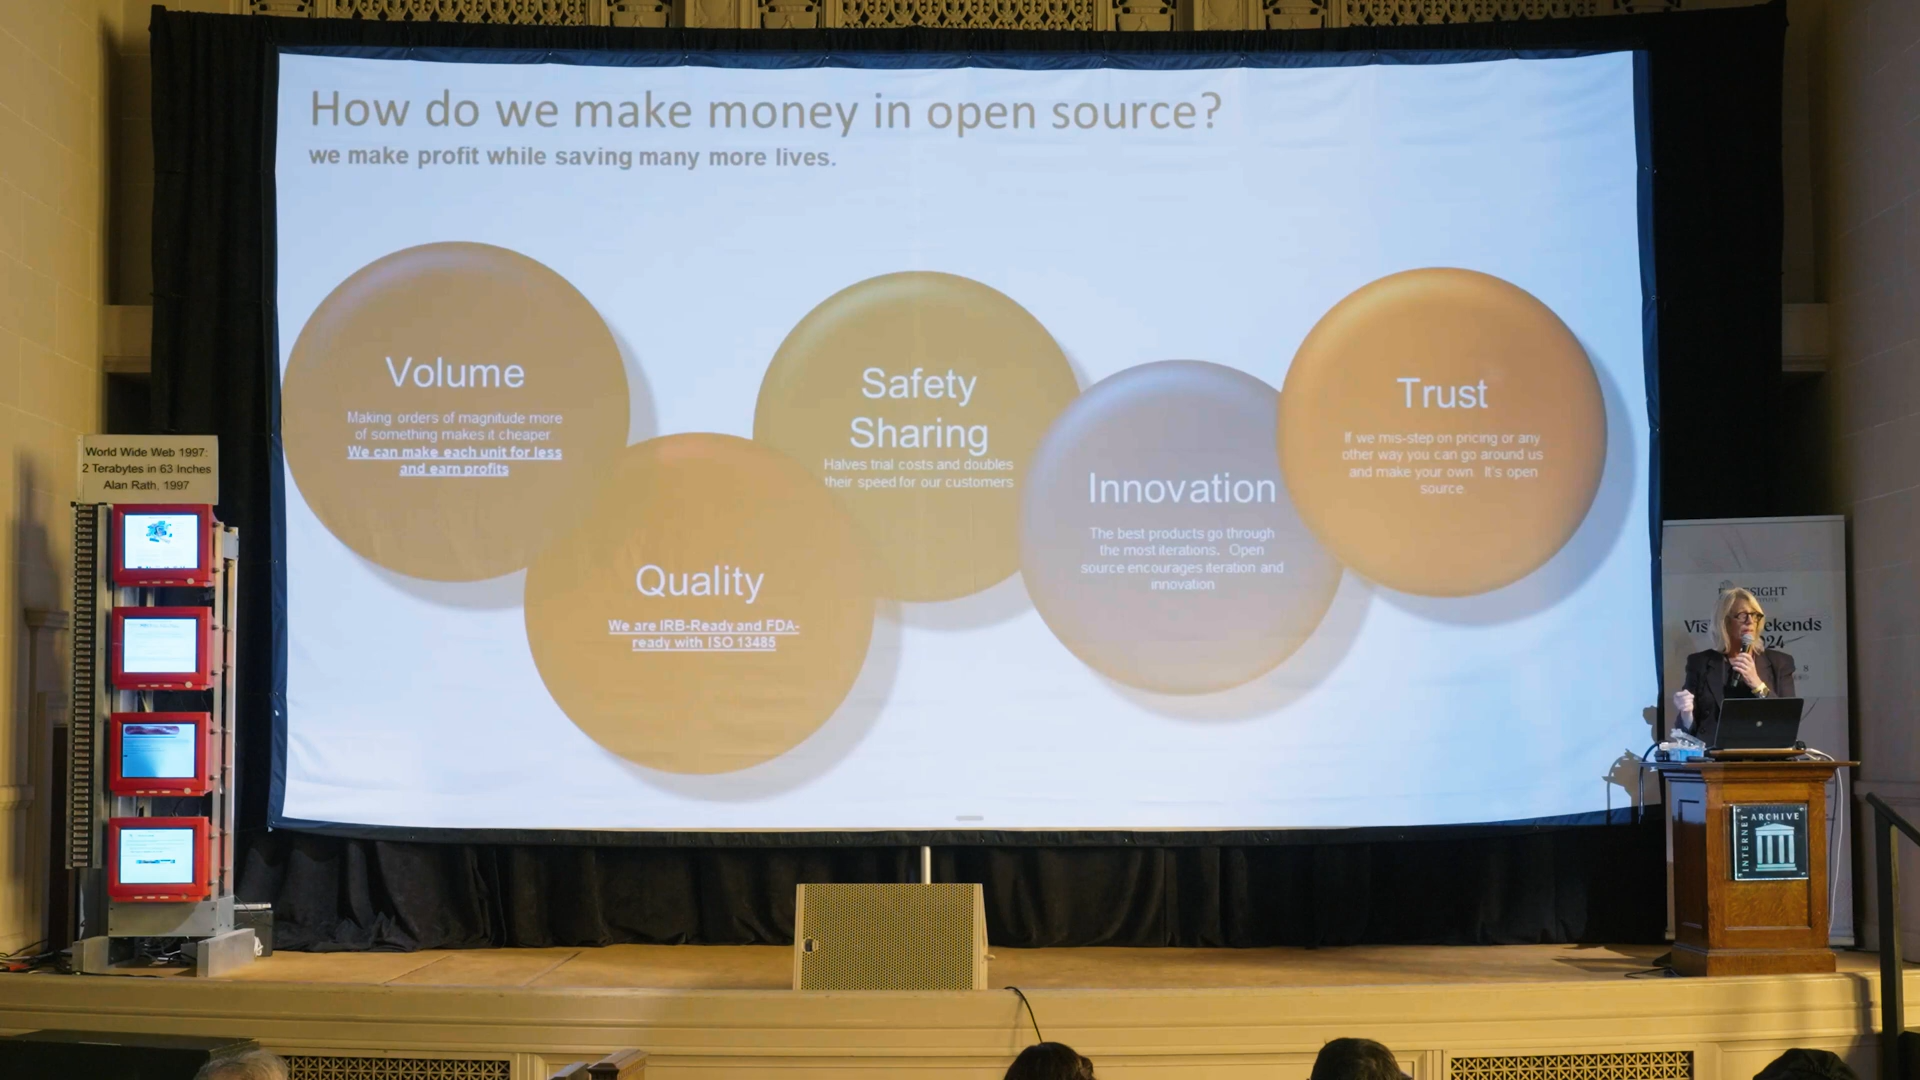 How do we make money in open source?
we make profit while saving many more lives.
Volume
Making orders of magnitude more
of something makes it cheaper
We can make each unit for less
and earn profits
Quality
We are IRB-Ready and FDA-
ready with ISO 13485
Safety
Sharing
Halves trial costs and doubles
their speed for our customers
Innovation
The best products go through
the most iterations. Open
source encourages iteration and
innovation
Trust
If we mis-step on pricing or any
other way you can go around us
and make your own. It's open
source.
World Wide Web 1997:
2 Terabytes in 63 Inches
Alan Rath, 1997
INTERNET
ARCHIVE